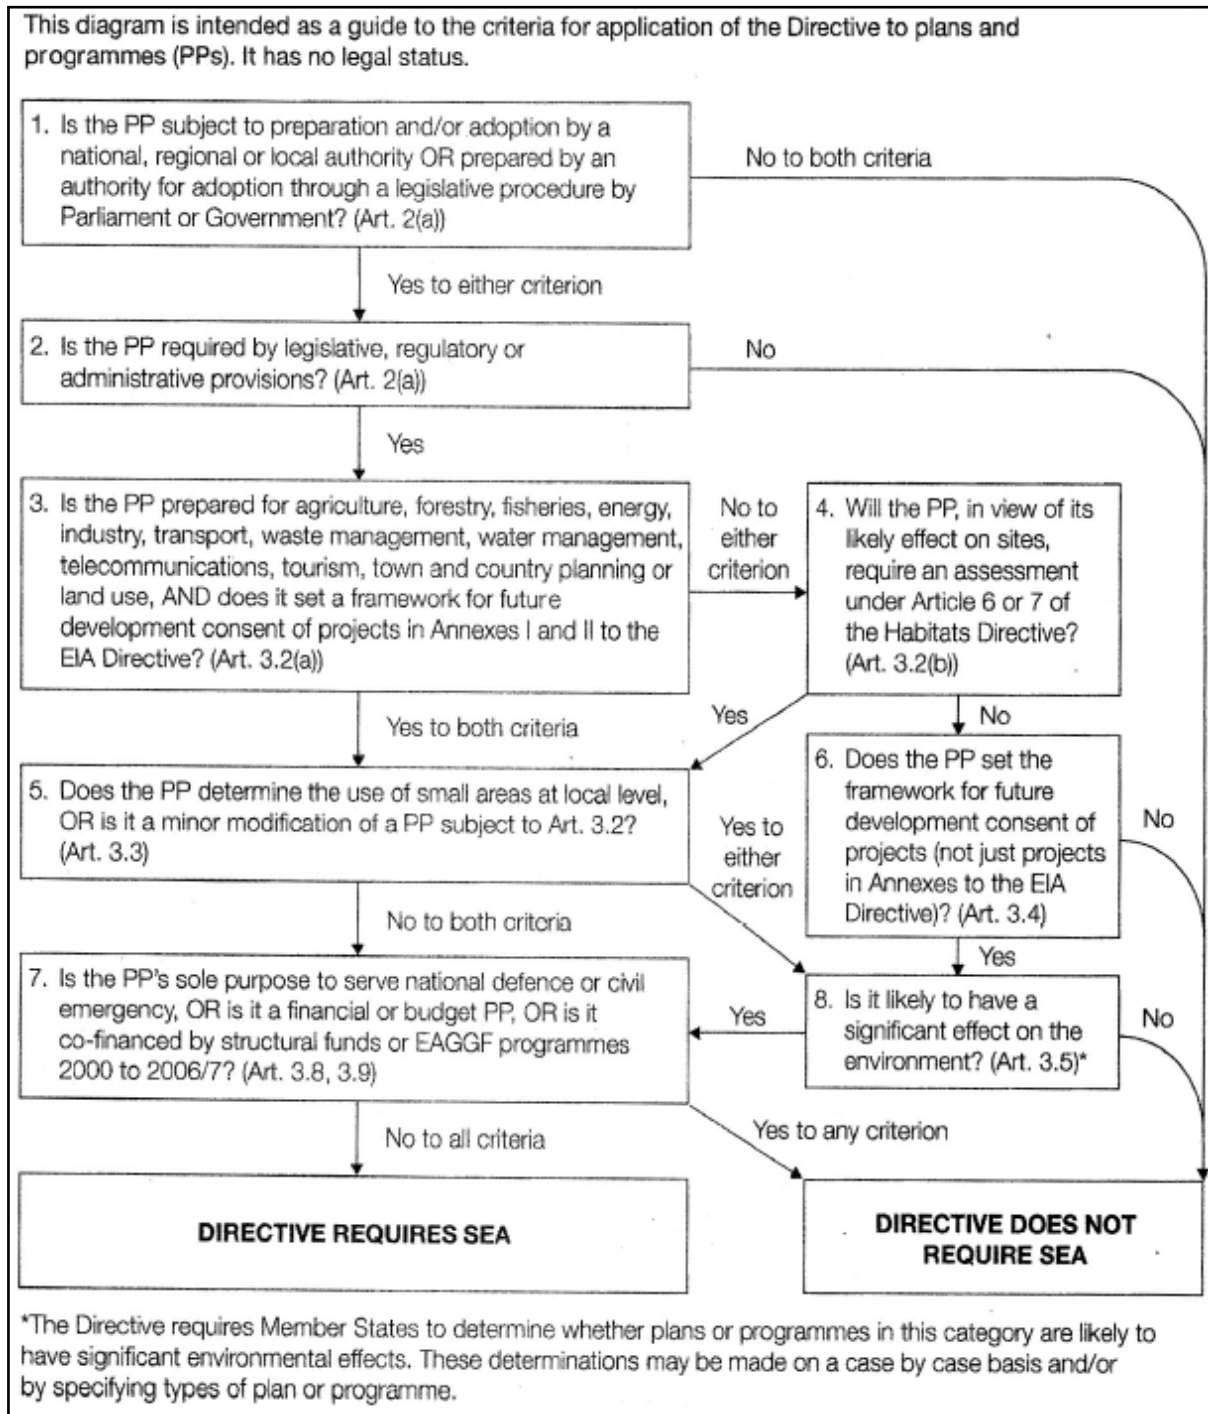 This diagram is intended as a guide to the criteria for application of the Directive to plans and
programmes (PPs). It has no legal status.
1. Is the PP subject to preparation and/or adoption by a
national, regional or local authority OR prepared by an
authority for adoption through a legislative procedure by
Parliament or Government? (Art. 2(a))
No to both criteria
Yes to either criterion
2. Is the PP required by legislative, regulatory or
administrative provisions? (Art. 2(a))
No
Yes
3. Is the PP prepared for agriculture, forestry, fisheries, energy,
industry, transport, waste management, water management,
telecommunications, tourism, town and country planning or
land use, AND does it set a framework for future
development consent of projects in Annexes I and II to the
EIA Directive? (Art. 3.2(a))
No to
either
criterion
4. Will the PP, in view of its
likely effect on sites,
require an assessment
under Article 6 or 7 of
the Habitats Directive?
(Art. 3.2(b))
Yes to both criteria
Yes
No
5. Does the PP determine the use of small areas at local level,
OR is it a minor modification of a PP subject to Art. 3.2?
(Art. 3.3)
Yes to
either
criterion
6. Does the PP set the
framework for future
development consent of
projects (not just projects
in Annexes to the EIA
Directive)? (Art. 3.4)
No
No to both criteria
Yes
7. Is the PP's sole purpose to serve national defence or civil
emergency, OR is it a financial or budget PP, OR is it
co-financed by structural funds or EAGGF programmes
2000 to 2006/7? (Art. 3.8, 3.9)
Yes
8. Is it likely to have a
significant effect on the
environment? (Art. 3.5)*
No
No to all criteria
Yes to any criterion
DIRECTIVE REQUIRES SEA
DIRECTIVE DOES NOT
REQUIRE SEA
*The Directive requires Member States to determine whether plans or programmes in this category are likely to
have significant environmental effects. These determinations may be made on a case by case basis and/or
by specifying types of plan or programme.